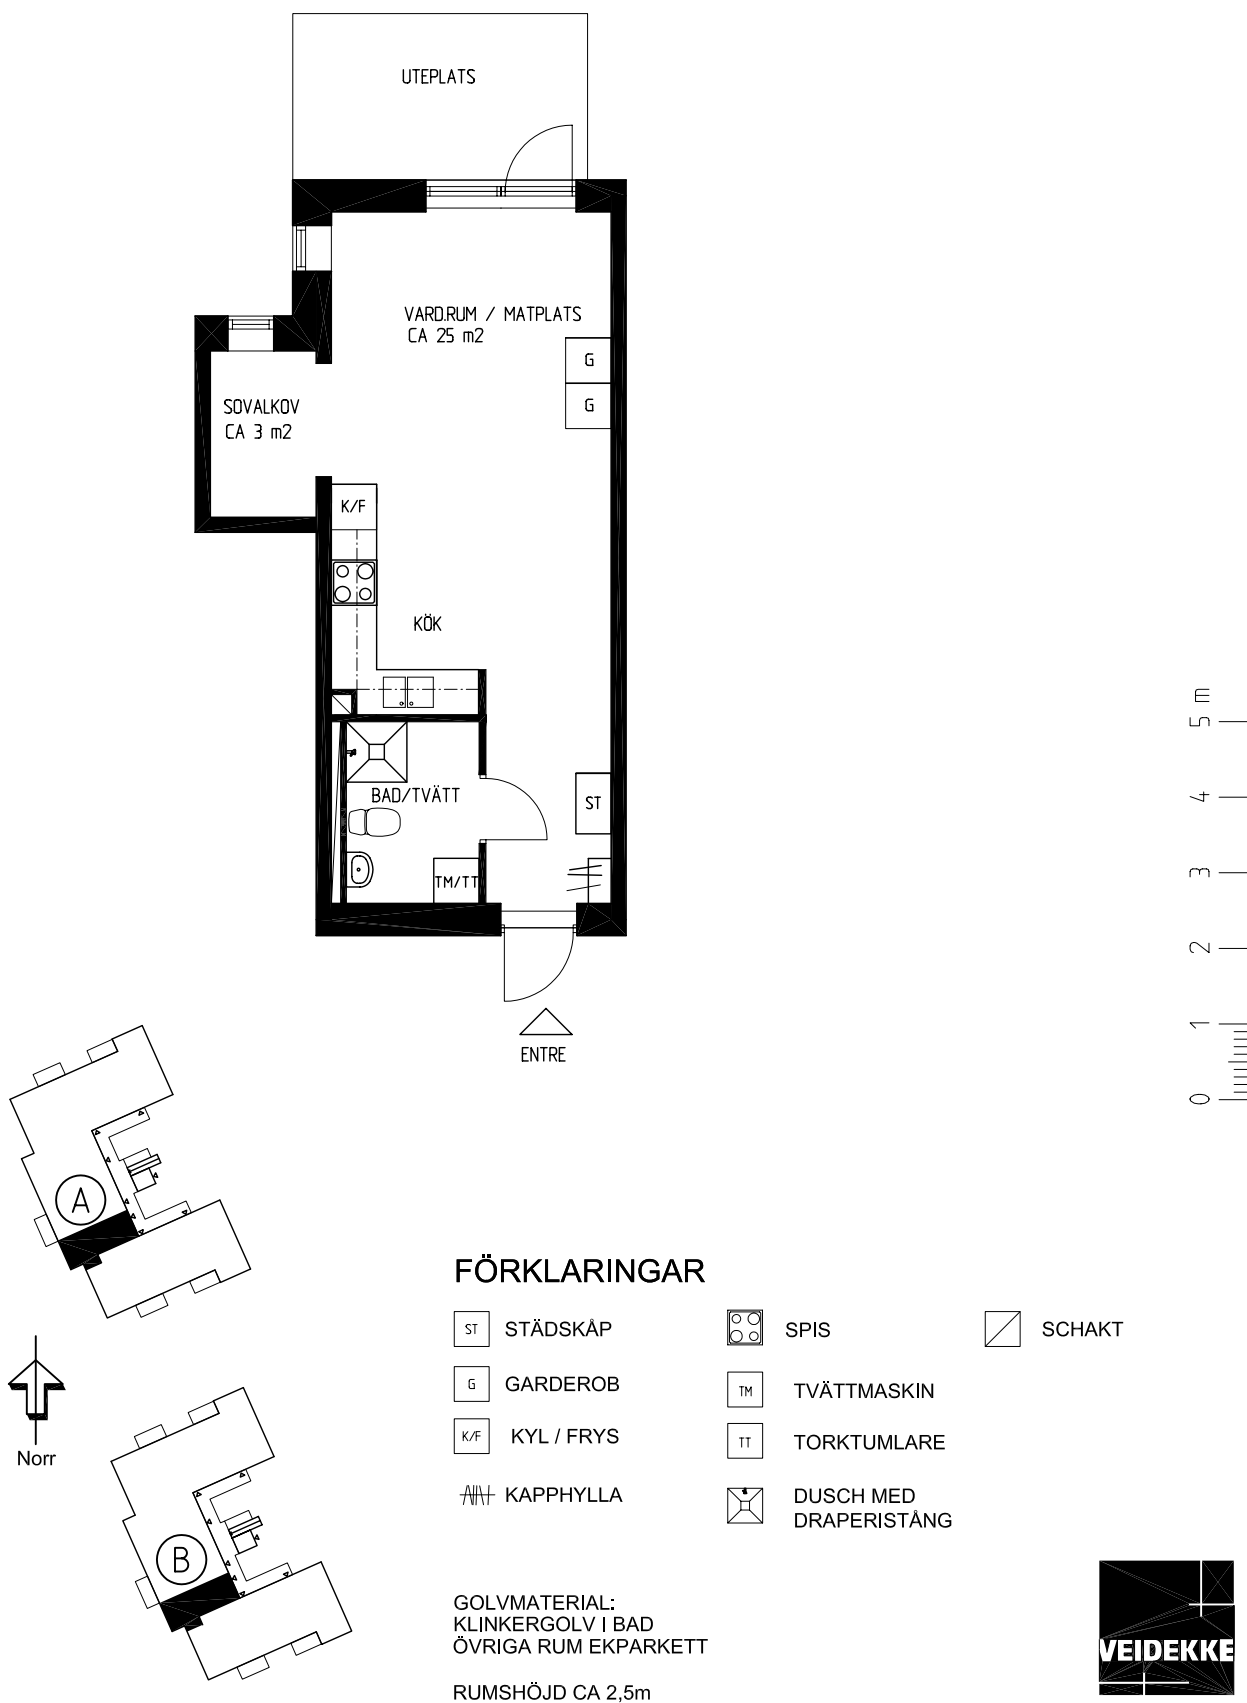 UTEPLATS
VARD.RUM / MATPLATS
CA 25 m2
G
G
SOVALKOV
CA 3 m2
K/F
KÖK
BAD/TVÄTT
ST
TM/TT
ENTRE
5 m
4
3
2
1
0
A
Norr
B
FÖRKLARINGAR
ST STÄDSKÅP
SPIS
SCHAKT
G GARDEROB
TM TVÄTTMASKIN
K/F KYL / FRYS
TT TORKTUMLARE
KAPPHYLLA
DUSCH MED
DRAPERISTÅNG
GOLVMATERIAL:
KLINKERGOLV I BAD
ÖVRIGA RUM EKPARKETT
RUMSHÖJD CA 2,5m
VEIDEKKE